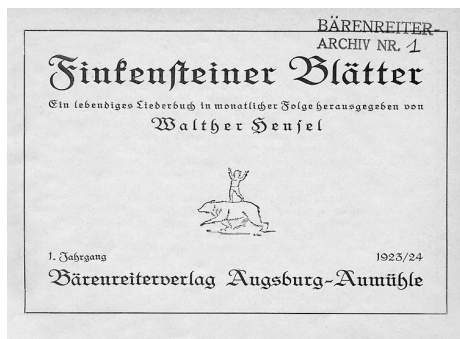 BÄRENREITER-
ARCHIV NR. 1
Finkensteiner Blätter
Ein lebendiges Liederbuch in monatlicher Folge herausgegeben von
Walther Hensel
1. Jahrgang 1923/24
Bärenreiterverlag Augsburg-Aumühle